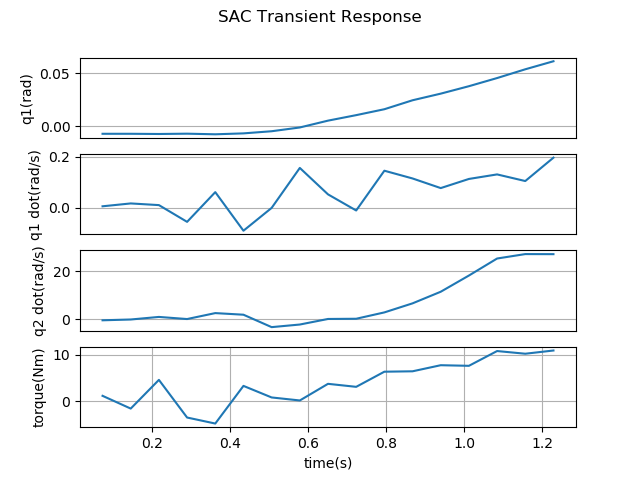 SAC Transient Response
q1(rad)
0.05
0.00
q1 dot(rad/s)
0.2
0.0
q2 dot(rad/s)
20
0
torque(Nm)
10
0
0.2 0.4 0.6 0.8 1.0 1.2
time(s)